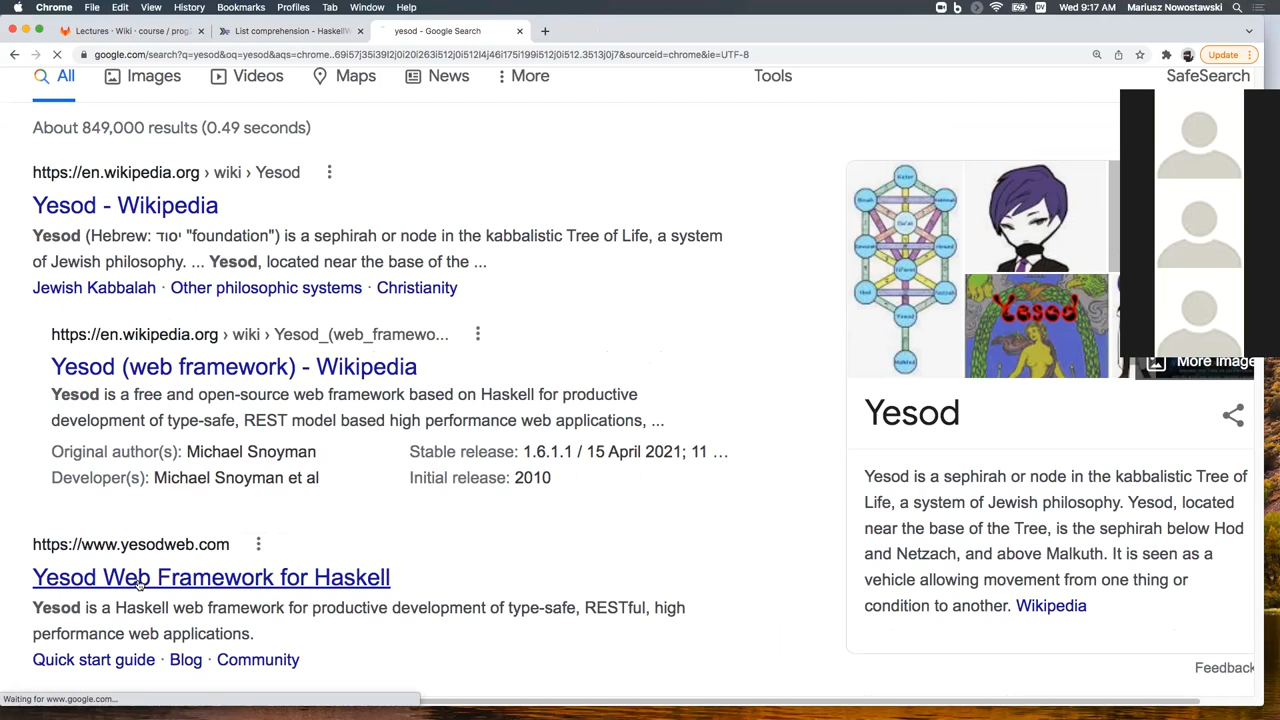 Chrome File Edit View History Bookmarks Profiles Tab Window Help DV Wed 9:17 AM Mariusz Nowostawski
Lectures · Wiki · course / prog2 List comprehension - HaskellW yesod - Google Search
google.com/search?q=yesod&oq=yesod&aqs=chrome..69i57j35i39l2j0i20i263i512j0i512l4j46i175i199i512j0i512.3513j0j7&sourceid=chrome&ie=UTF-8 Update
All Images Videos Maps News More Tools SafeSearch
About 849,000 results (0.49 seconds)
https://en.wikipedia.org › wiki › Yesod
Yesod - Wikipedia
Yesod (Hebrew: יסוד "foundation") is a sephirah or node in the kabbalistic Tree of Life, a system
of Jewish philosophy. ... Yesod, located near the base of the ...
Jewish Kabbalah · Other philosophic systems · Christianity
https://en.wikipedia.org › wiki › Yesod_(web_framewo...
Yesod (web framework) - Wikipedia
Yesod is a free and open-source web framework based on Haskell for productive
development of type-safe, REST model based high performance web applications, ...
Original author(s): Michael Snoyman Stable release: 1.6.1.1 / 15 April 2021; 11 ...
Developer(s): Michael Snoyman et al Initial release: 2010
https://www.yesodweb.com
Yesod Web Framework for Haskell
Yesod is a Haskell web framework for productive development of type-safe, RESTful, high
performance web applications.
Quick start guide · Blog · Community
Yesod
More Image
Yesod
Yesod is a sephirah or node in the kabbalistic Tree of
Life, a system of Jewish philosophy. Yesod, located
near the base of the Tree, is the sephirah below Hod
and Netzach, and above Malkuth. It is seen as a
vehicle allowing movement from one thing or
condition to another. Wikipedia
Feedback
Waiting for www.google.com...